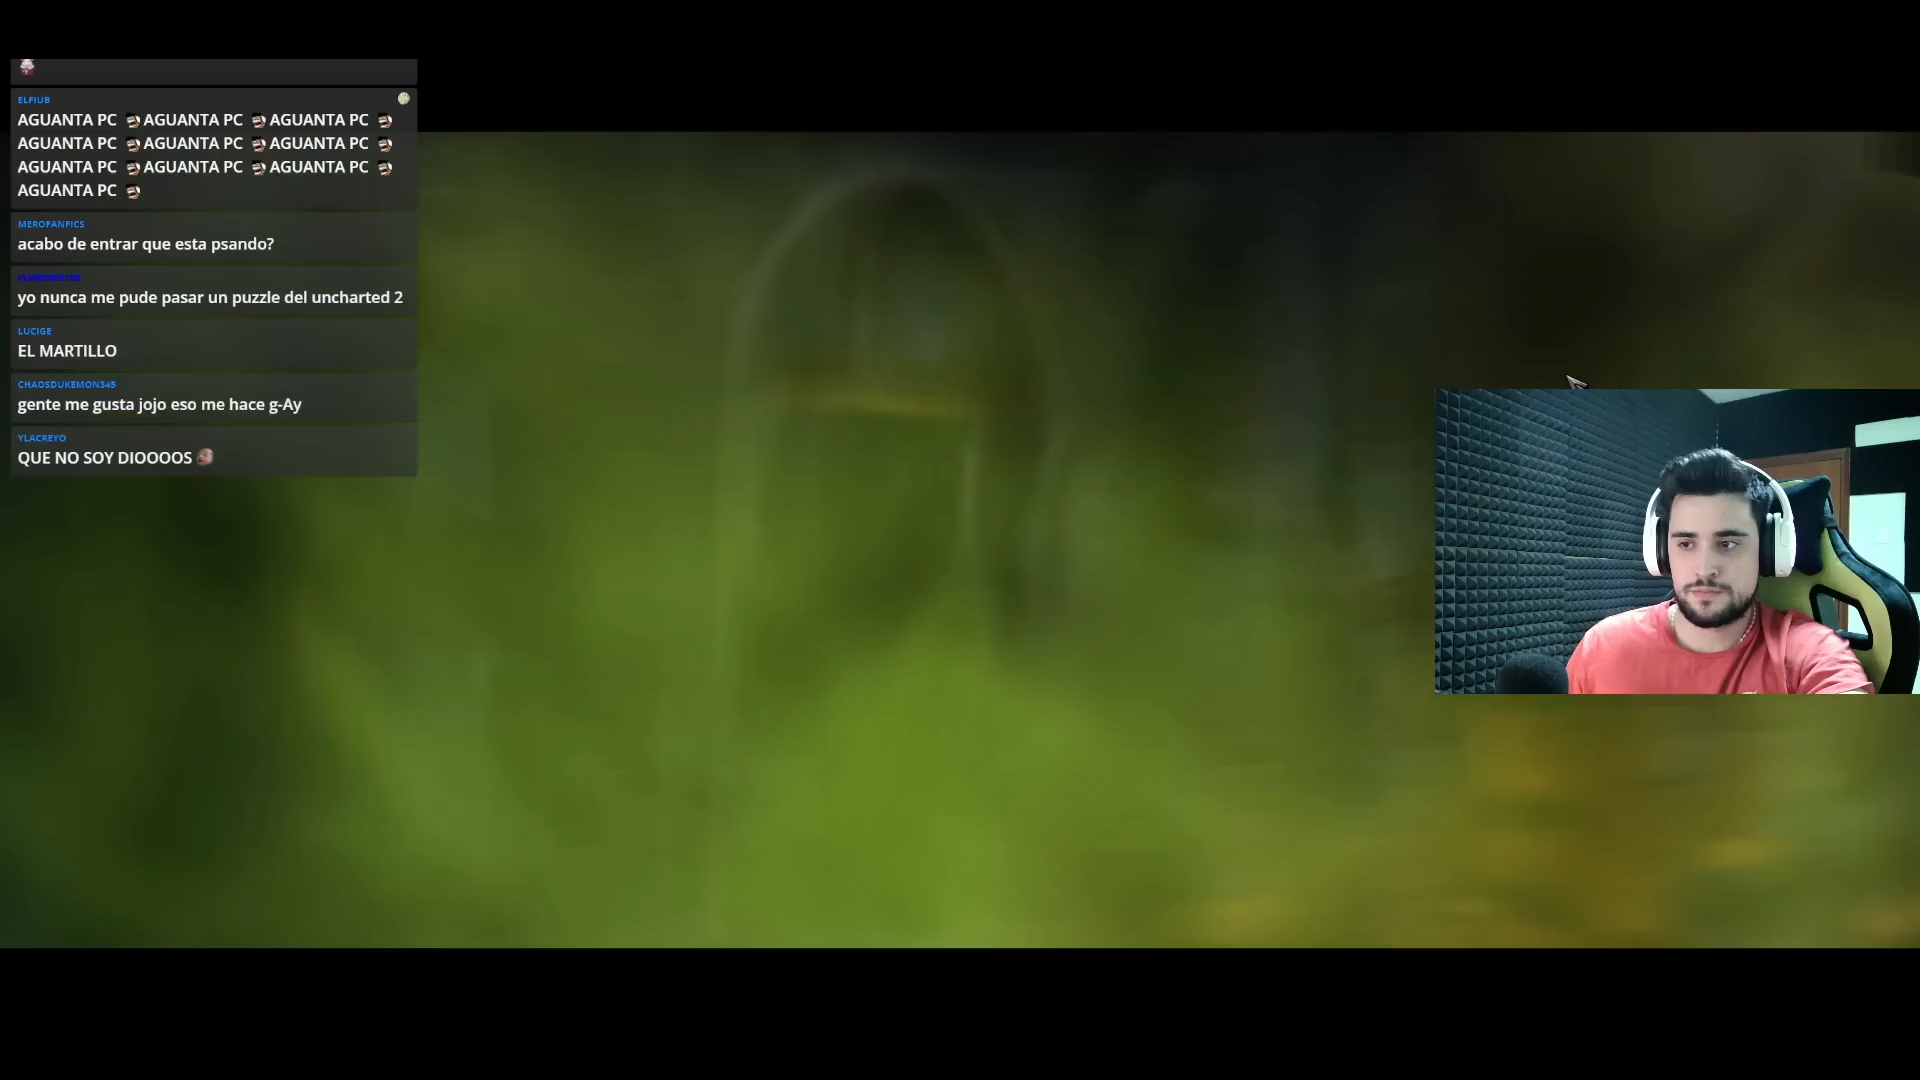 ELFIUB
AGUANTA PC AGUANTA PC AGUANTA PC
AGUANTA PC AGUANTA PC AGUANTA PC
AGUANTA PC AGUANTA PC AGUANTA PC
AGUANTA PC
MEROFANFICS
acabo de entrar que esta psando?
yo nunca me pude pasar un puzzle del uncharted 2
LUCIGE
EL MARTILLO
CHAOSDUKEMON345
gente me gusta jojo eso me hace g-Ay
YLACREYO
QUE NO SOY DIOOOOS